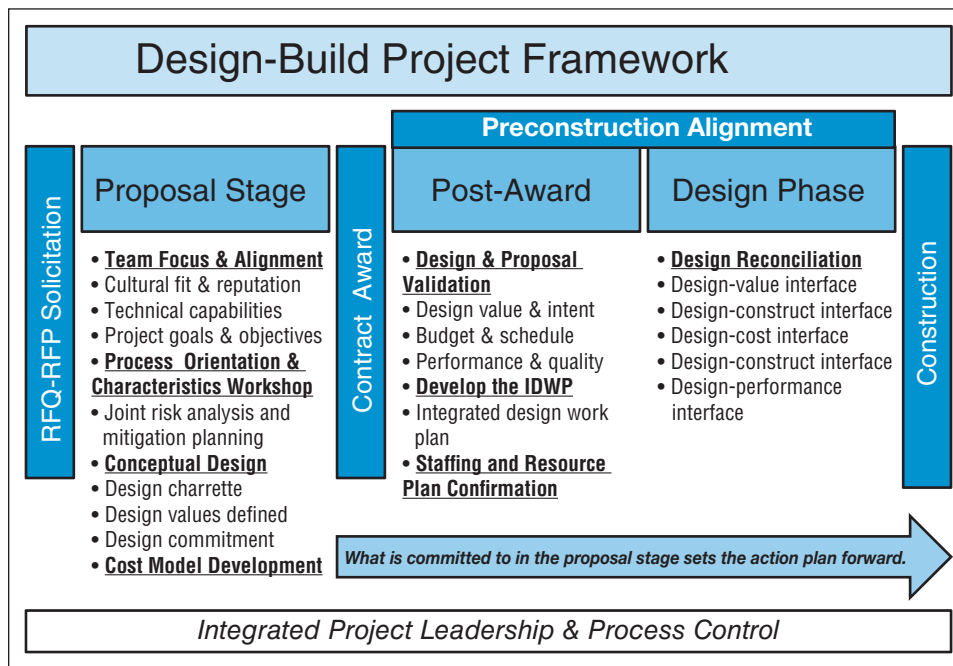 Design-Build Project Framework
Preconstruction Alignment
RFQ-RFP Solicitation
Proposal Stage
• Team Focus & Alignment
• Cultural fit & reputation
• Technical capabilities
• Project goals & objectives
• Process Orientation &
Characteristics Workshop
• Joint risk analysis and
mitigation planning
• Conceptual Design
• Design charrette
• Design values defined
• Design commitment
• Cost Model Development
Contract Award
Post-Award
• Design & Proposal
Validation
• Design value & intent
• Budget & schedule
• Performance & quality
• Develop the IDWP
• Integrated design work
plan
• Staffing and Resource
Plan Confirmation
Design Phase
• Design Reconciliation
• Design-value interface
• Design-construct interface
• Design-cost interface
• Design-construct interface
• Design-performance
interface
Construction
What is committed to in the proposal stage sets the action plan forward.
Integrated Project Leadership & Process Control